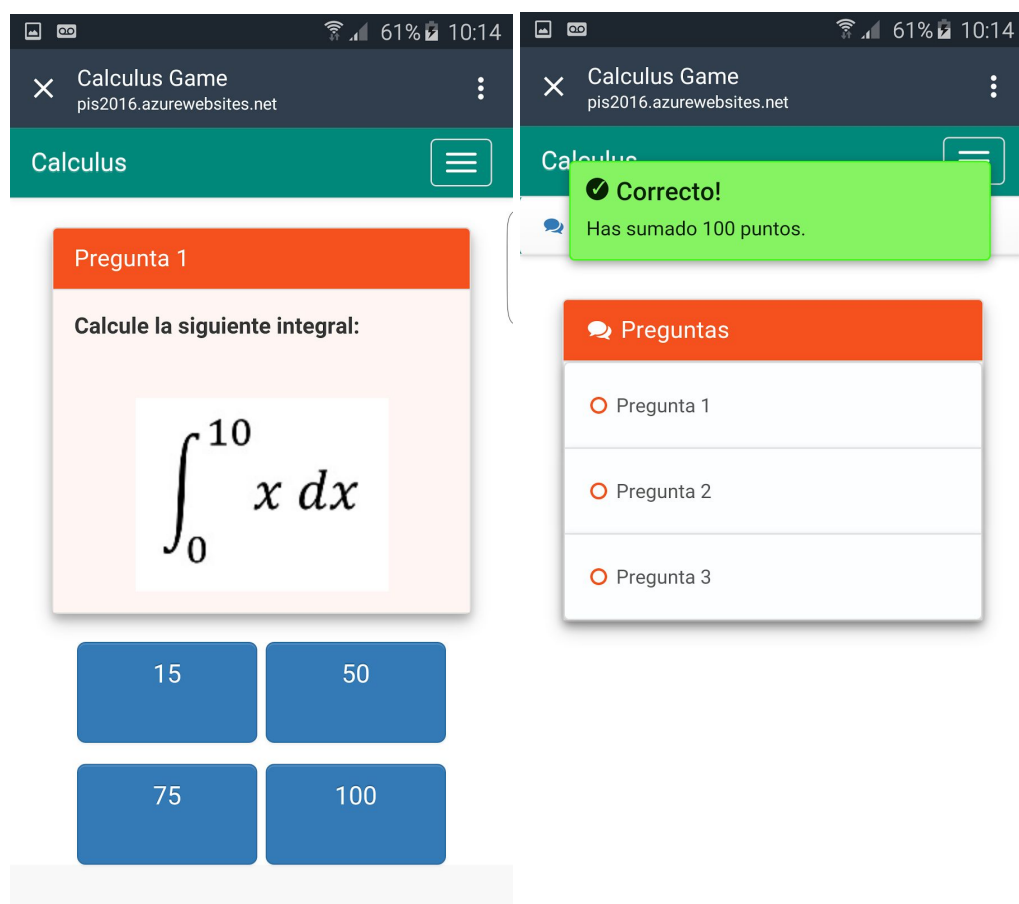 61% 10:14
Calculus Game
pis2016.azurewebsites.net
Calculus
Pregunta 1
Calcule la siguiente integral:
∫₀¹⁰ x dx
15
50
75
100
61% 10:14
Calculus Game
pis2016.azurewebsites.net
Correcto!
Has sumado 100 puntos.
Preguntas
Pregunta 1
Pregunta 2
Pregunta 3